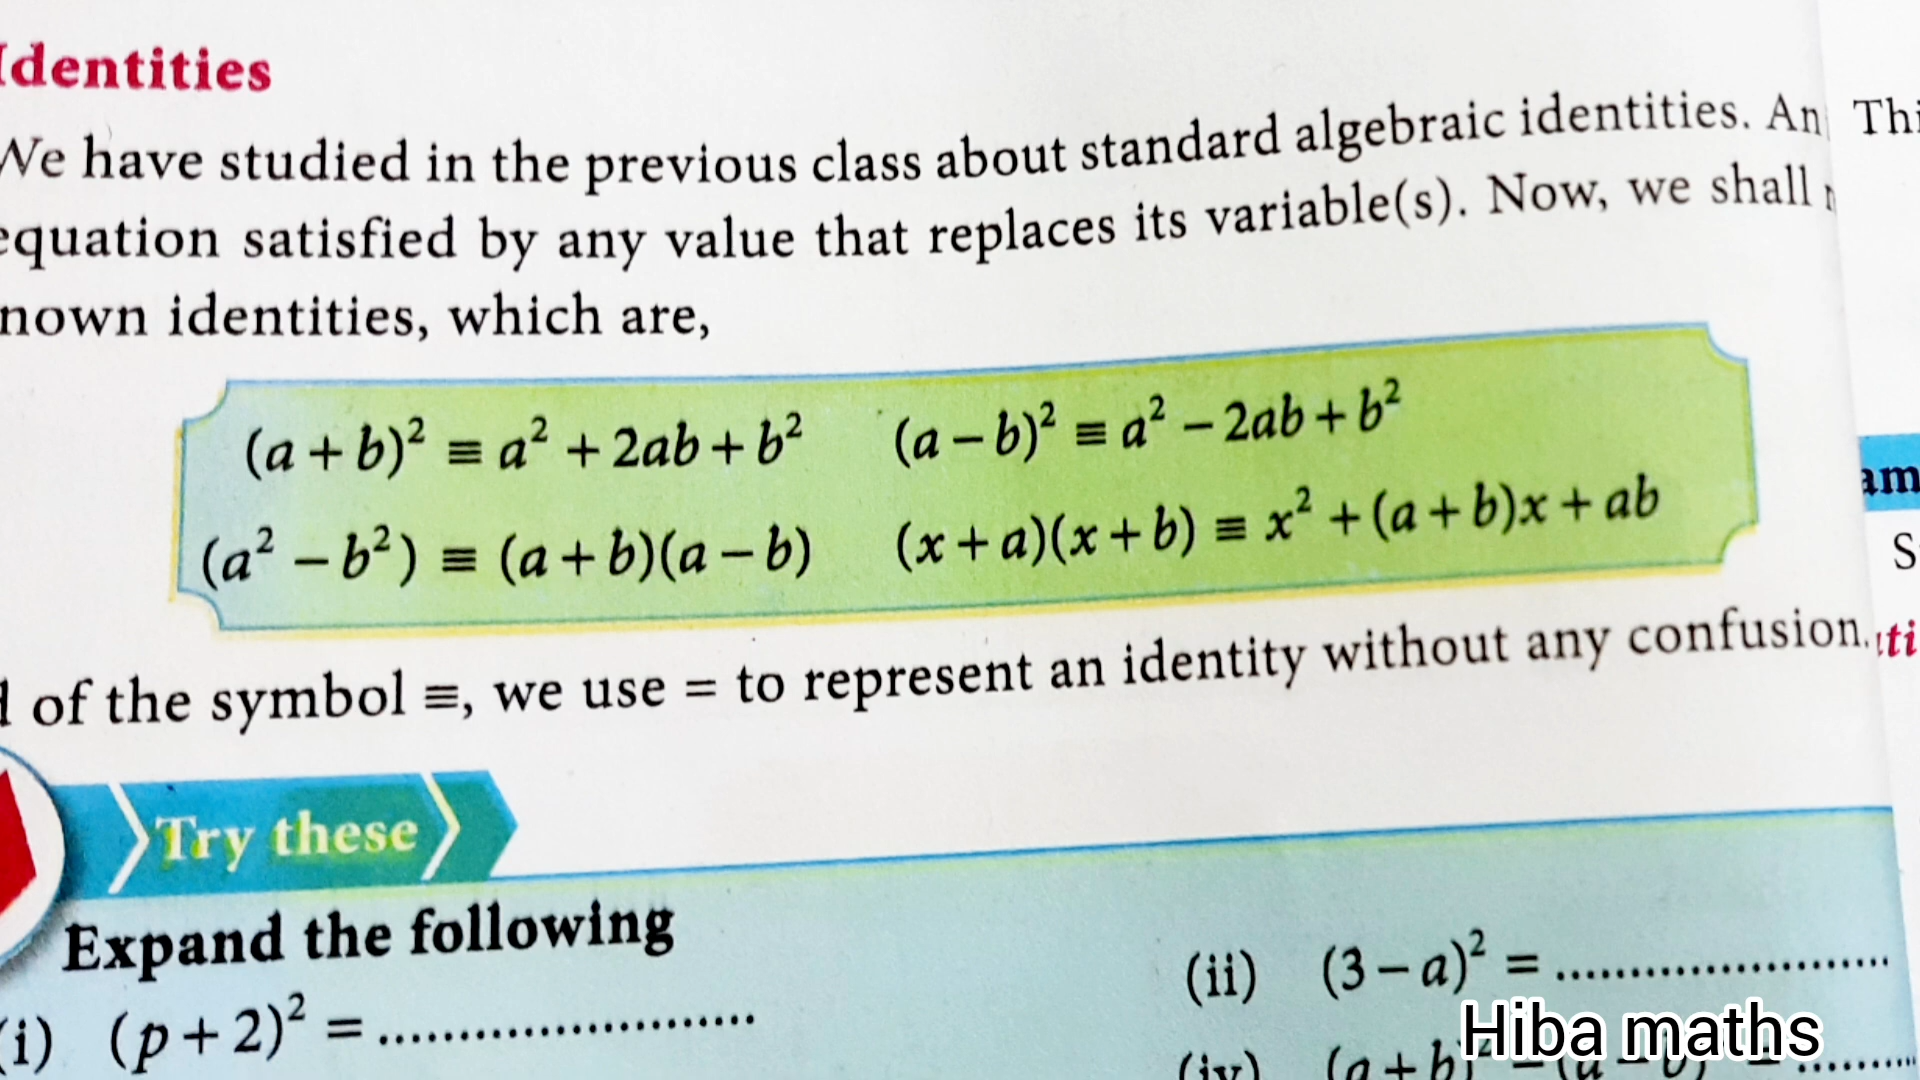 Identities
We have studied in the previous class about standard algebraic identities. An
equation satisfied by any value that replaces its variable(s). Now, we shall
nown identities, which are,
(a + b)² ≡ a² + 2ab + b² (a − b)² ≡ a² − 2ab + b²
(a² − b²) ≡ (a + b)(a − b) (x + a)(x + b) ≡ x² + (a + b)x + ab
of the symbol ≡, we use = to represent an identity without any confusion.
Try these
Expand the following
(i) (p + 2)² = ........................
(ii) (3 − a)² = ........................
Hiba maths
Thi
am